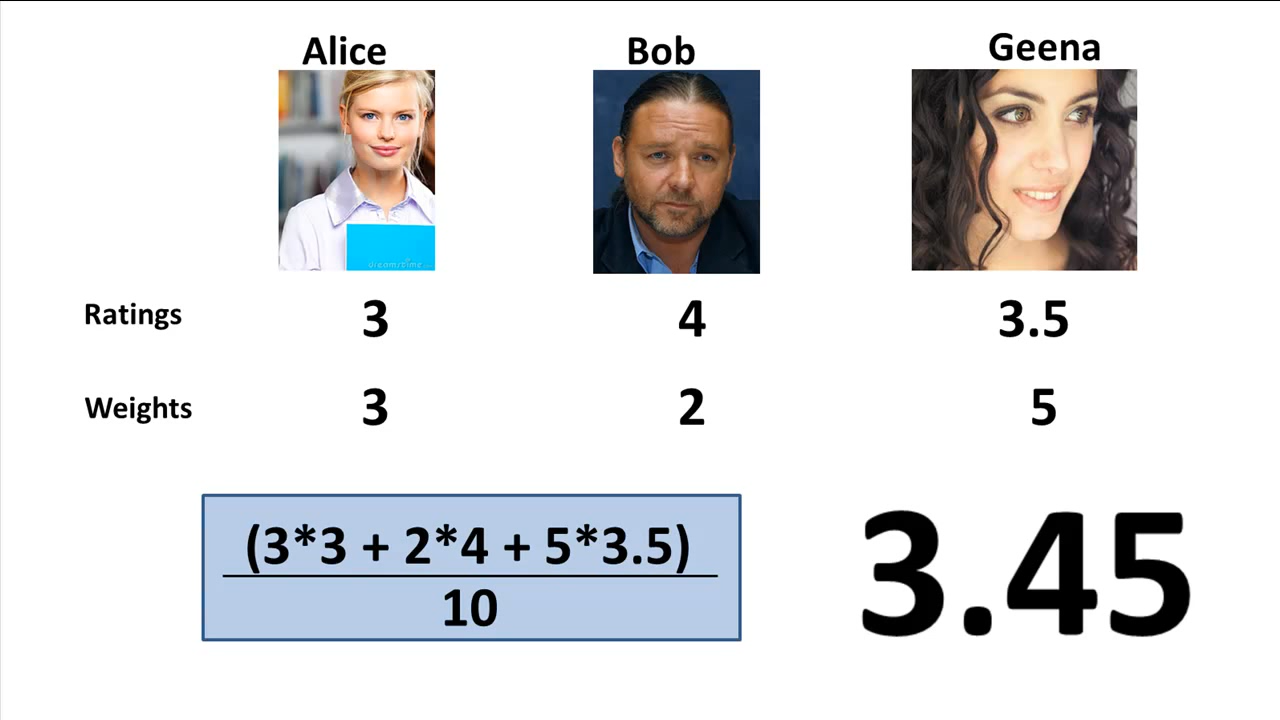 Alice Bob Geena
dreamstime
Ratings 3 4 3.5
Weights 3 2 5
(3*3 + 2*4 + 5*3.5)
10
3.45